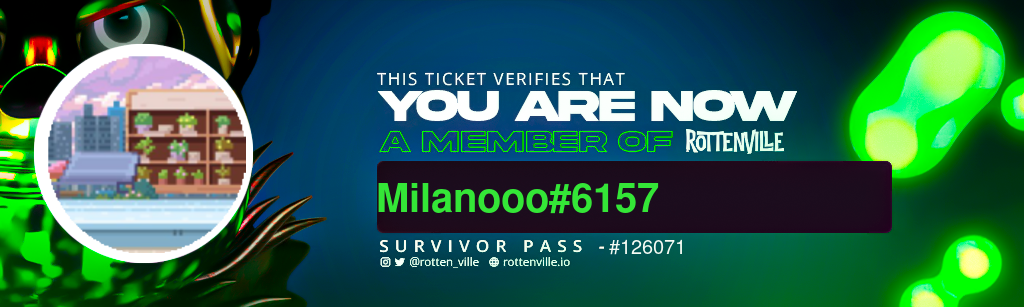 THIS TICKET VERIFIES THAT
YOU ARE NOW
A MEMBER OF ROTTENVILLE
Milanooo#6157
SURVIVOR PASS - #126071
@rotten_ville rottenville.io